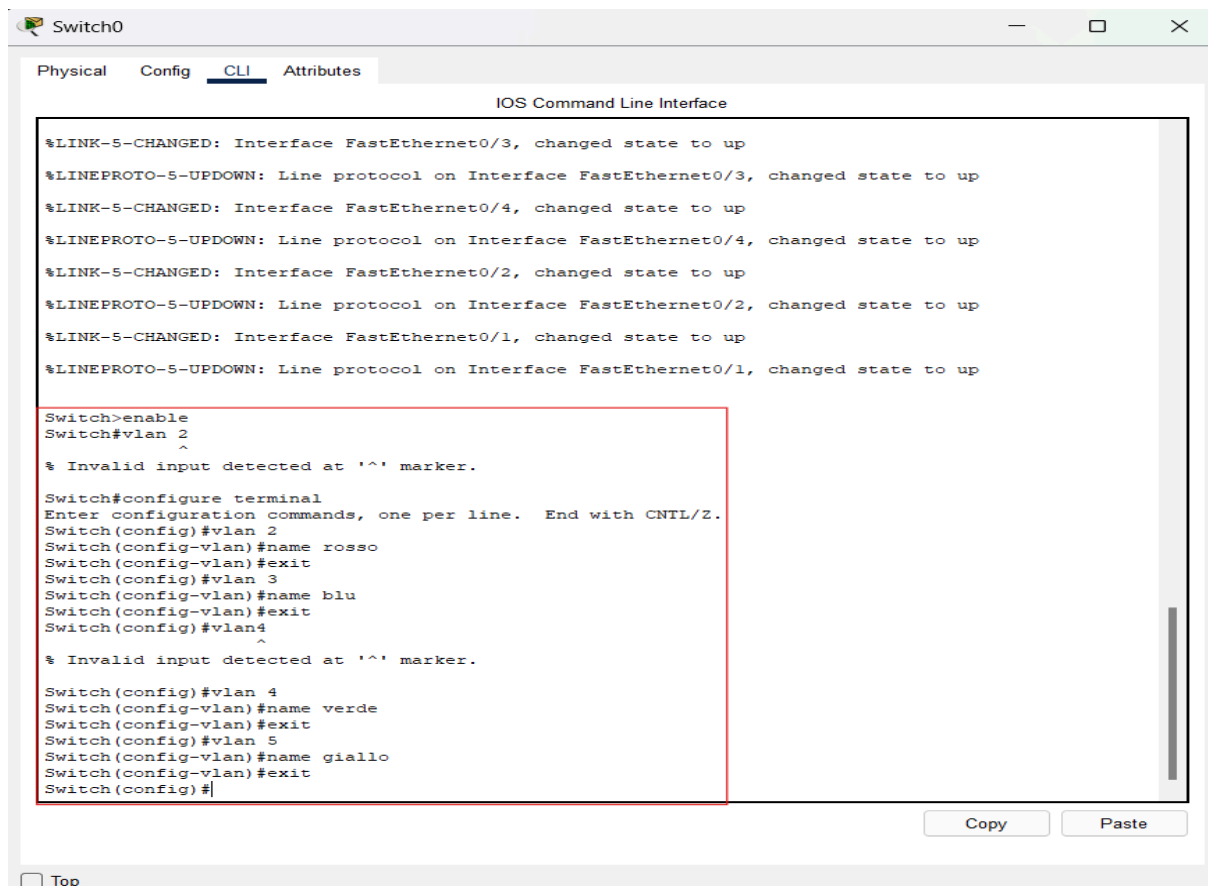 Switch0
Physical Config CLI Attributes
IOS Command Line Interface
%LINK-5-CHANGED: Interface FastEthernet0/3, changed state to up
%LINEPROTO-5-UPDOWN: Line protocol on Interface FastEthernet0/3, changed state to up
%LINK-5-CHANGED: Interface FastEthernet0/4, changed state to up
%LINEPROTO-5-UPDOWN: Line protocol on Interface FastEthernet0/4, changed state to up
%LINK-5-CHANGED: Interface FastEthernet0/2, changed state to up
%LINEPROTO-5-UPDOWN: Line protocol on Interface FastEthernet0/2, changed state to up
%LINK-5-CHANGED: Interface FastEthernet0/1, changed state to up
%LINEPROTO-5-UPDOWN: Line protocol on Interface FastEthernet0/1, changed state to up
Switch>enable
Switch#vlan 2
^
% Invalid input detected at '^' marker.
Switch#configure terminal
Enter configuration commands, one per line. End with CNTL/Z.
Switch(config)#vlan 2
Switch(config-vlan)#name rosso
Switch(config-vlan)#exit
Switch(config)#vlan 3
Switch(config-vlan)#name blu
Switch(config-vlan)#exit
Switch(config)#vlan4
^
% Invalid input detected at '^' marker.
Switch(config)#vlan 4
Switch(config-vlan)#name verde
Switch(config-vlan)#exit
Switch(config)#vlan 5
Switch(config-vlan)#name giallo
Switch(config-vlan)#exit
Switch(config)#
Copy Paste
Top